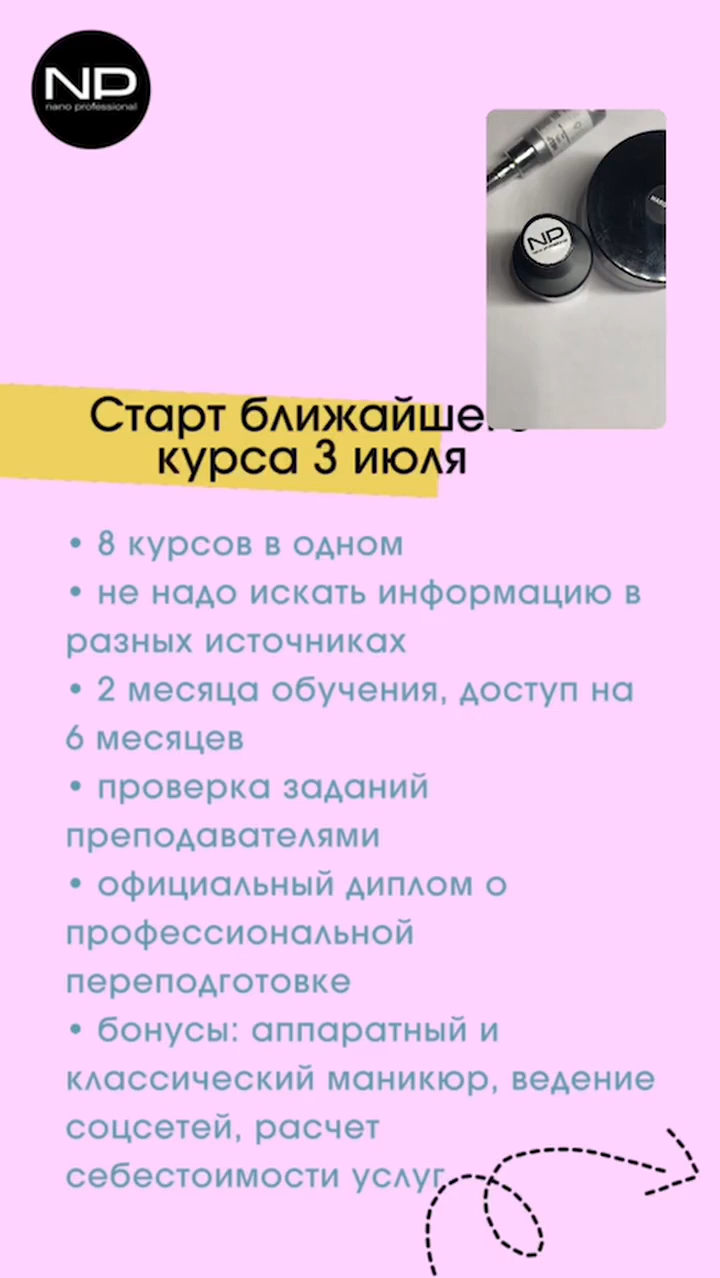 NP
nano professional
NP
Старт ближайше
курса 3 июля
• 8 курсов в одном
• не надо искать информацию в
разных источниках
• 2 месяца обучения, доступ на
6 месяцев
• проверка заданий
преподавателями
• официальный диплом о
профессиональной
переподготовке
• бонусы: аппаратный и
классический маникюр, ведение
соцсетей, расчет
себестоимости услуг